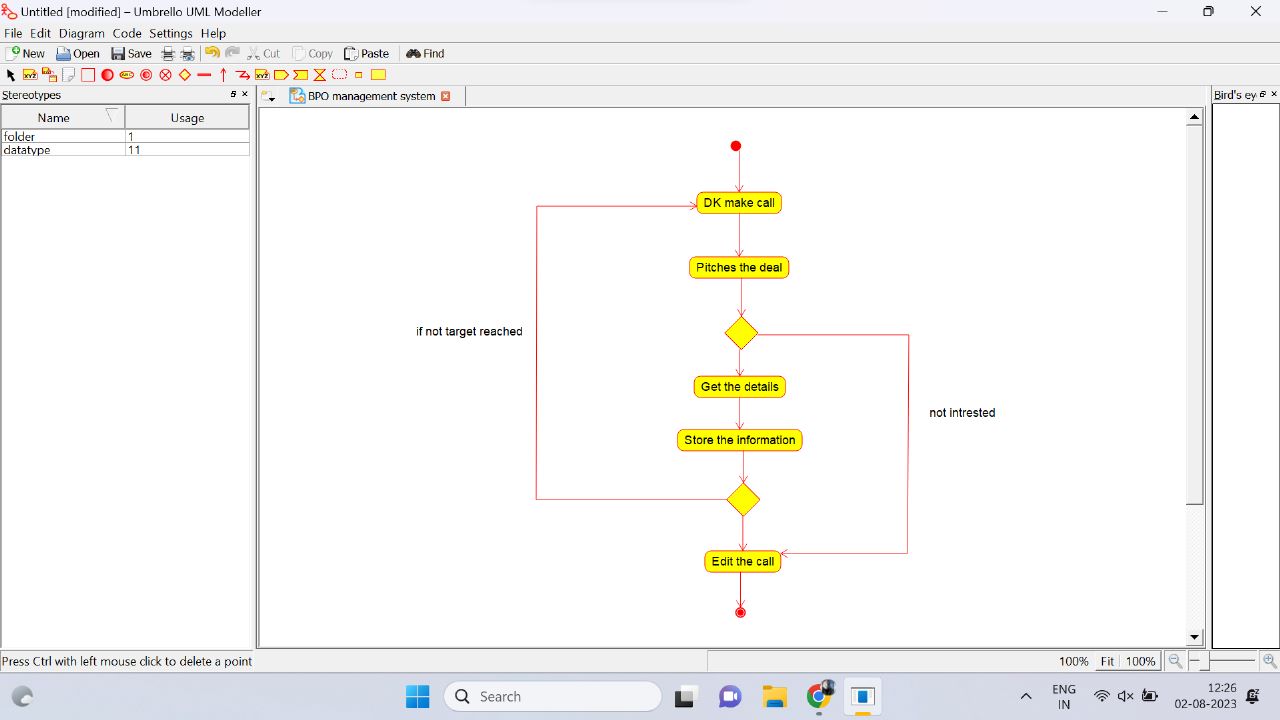 Untitled [modified] – Umbrello UML Modeller
File Edit Diagram Code Settings Help
New Open Save Cut Copy Paste Find
Stereotypes
BPO management system
Bird's ey
Name Usage
folder 1
datatype 11
DK make call
Pitches the deal
if not target reached
Get the details
not intrested
Store the information
Edit the call
Press Ctrl with left mouse click to delete a point
100% Fit 100%
Search
ENG
IN
12:26
02-08-2023